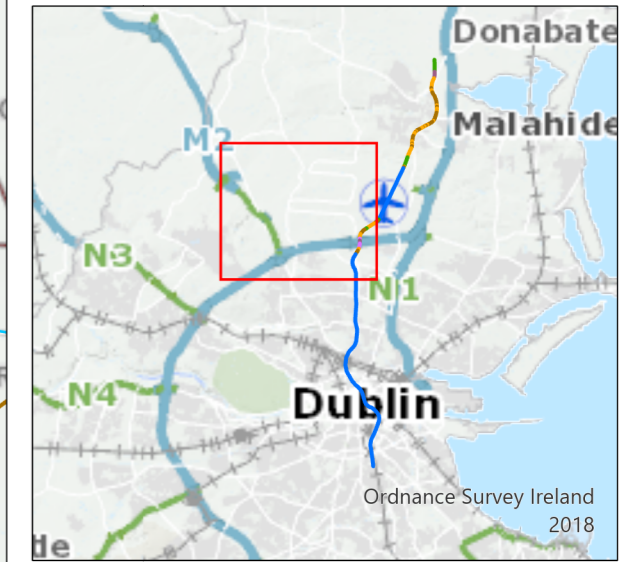 Donabate
M2
Malahide
N3
N1
N4
Dublin
Ordnance Survey Ireland
2018
de